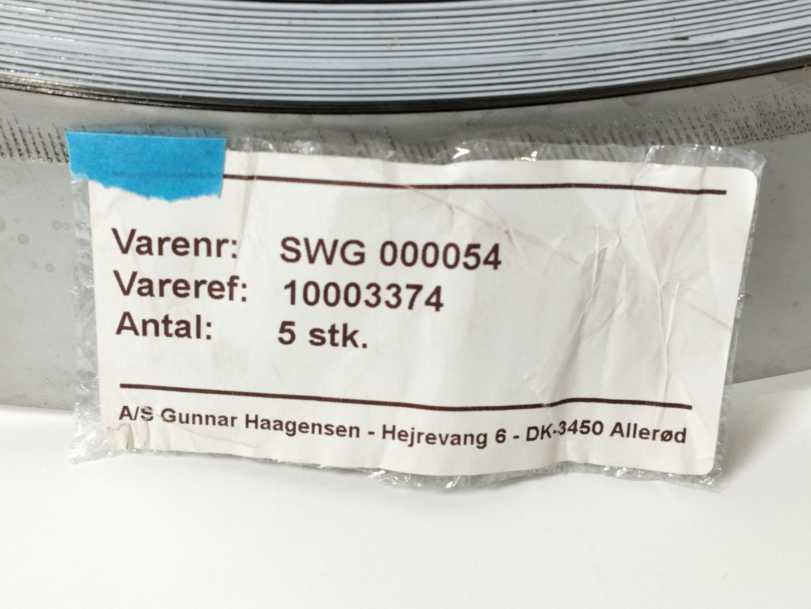 Varenr: SWG 000054
Vareref: 10003374
Antal: 5 stk.
A/S Gunnar Haagensen - Hejrevang 6 - DK-3450 Allerød